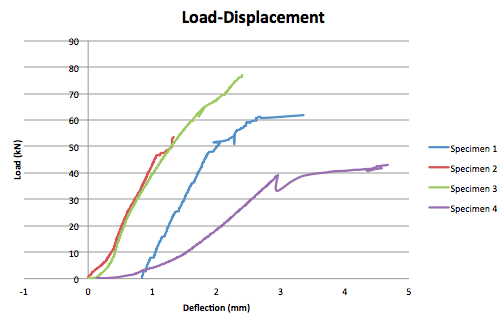 Load-Displacement
90
80
70
60
50
40
30
20
10
0
Load (kN)
-1 0 1 2 3 4 5
Deflection (mm)
Specimen 1
Specimen 2
Specimen 3
Specimen 4